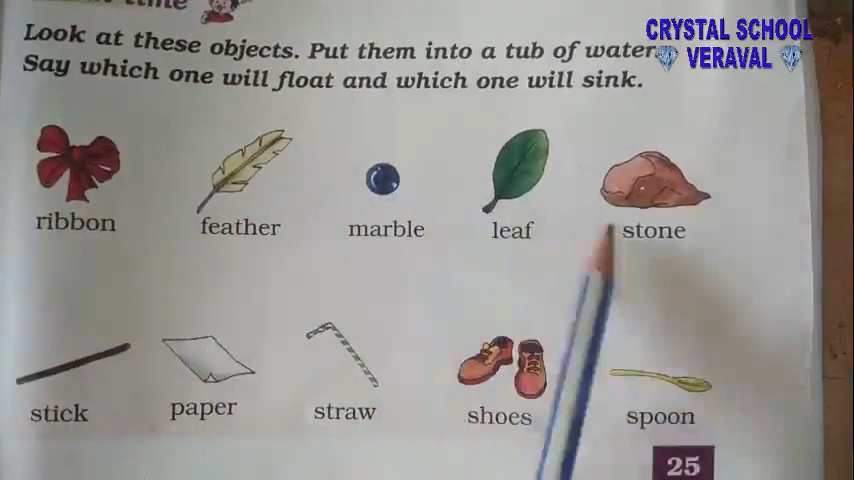 time
CRYSTAL SCHOOL
VERAVAL
Look at these objects. Put them into a tub of water
Say which one will float and which one will sink.
ribbon feather marble leaf stone
stick paper straw shoes spoon
25